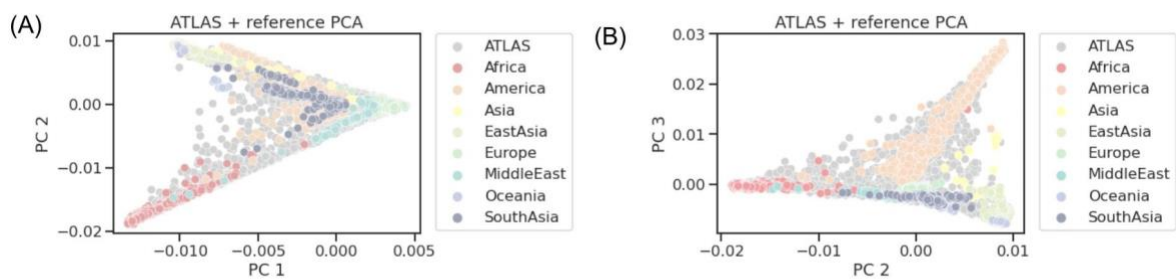 (A)
ATLAS + reference PCA
0.01
0.00
−0.01
−0.02
PC 2
−0.010 −0.005 0.000 0.005
PC 1
ATLAS
Africa
America
Asia
EastAsia
Europe
MiddleEast
Oceania
SouthAsia
(B)
ATLAS + reference PCA
0.03
0.02
0.01
0.00
PC 3
−0.02 −0.01 0.00 0.01
PC 2
ATLAS
Africa
America
Asia
EastAsia
Europe
MiddleEast
Oceania
SouthAsia